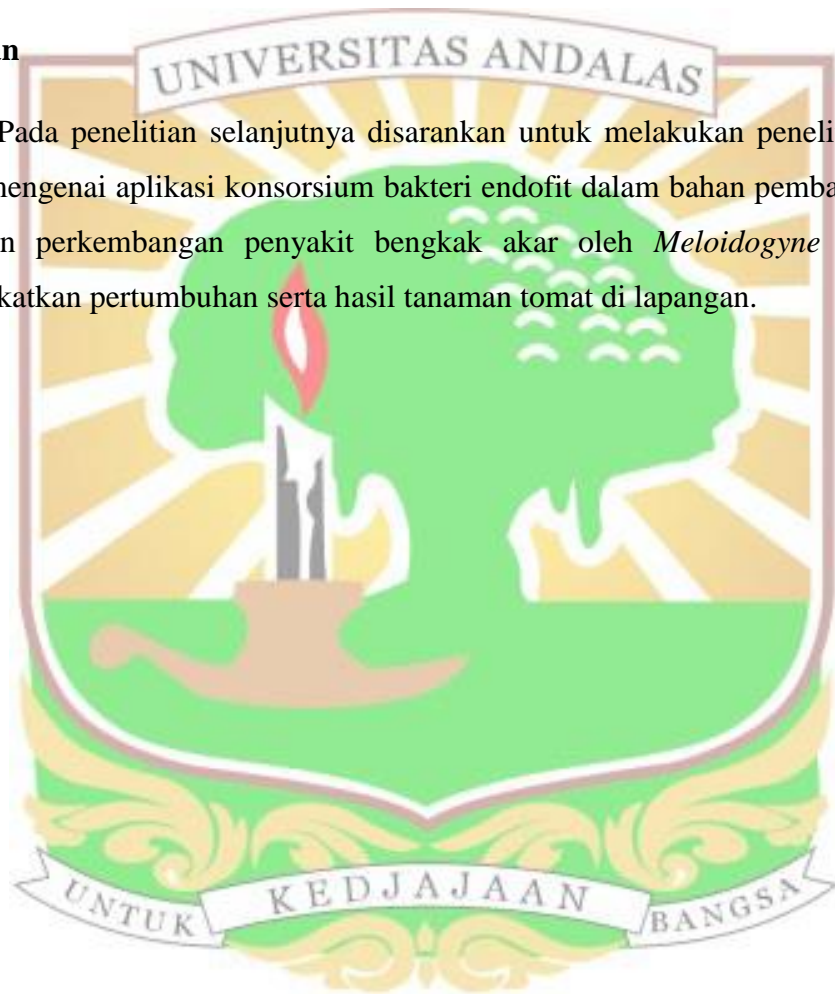 an
UNIVERSITAS ANDALAS
Pada penelitian selanjutnya disarankan untuk melakukan peneli
mengenai aplikasi konsorsium bakteri endofit dalam bahan pemba
n perkembangan penyakit bengkak akar oleh Meloidogyne
katkan pertumbuhan serta hasil tanaman tomat di lapangan.
UNTUK KEDJAJAAN BANGSA